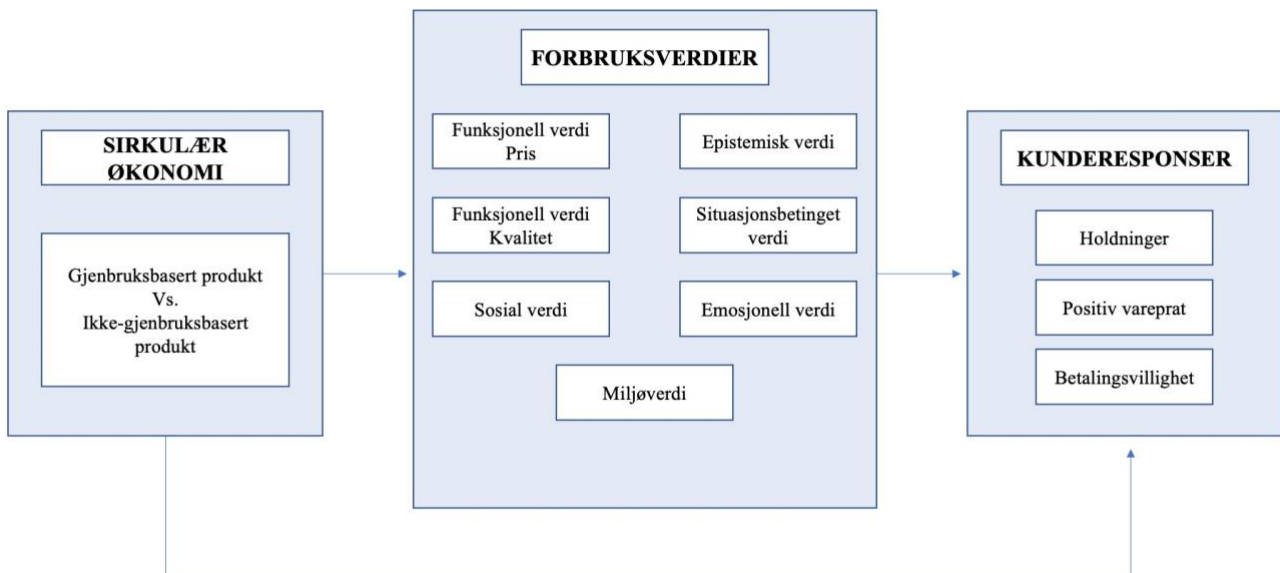 SIRKULÆR
ØKONOMI
Gjenbruksbasert produkt
Vs.
Ikke-gjenbruksbasert
produkt
FORBRUKSVERDIER
Funksjonell verdi
Pris
Epistemisk verdi
Funksjonell verdi
Kvalitet
Situasjonsbetinget
verdi
Sosial verdi
Emosjonell verdi
Miljøverdi
KUNDERESPONSER
Holdninger
Positiv vareprat
Betalingsvillighet